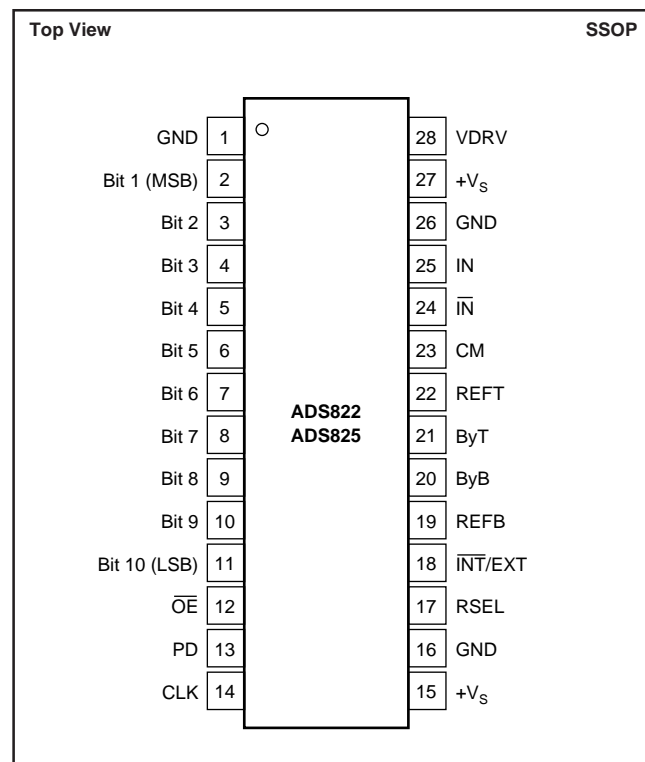 Top View SSOP
GND 1 28 VDRV
Bit 1 (MSB) 2 27 +VS
Bit 2 3 26 GND
Bit 3 4 25 IN
Bit 4 5 24 I̅N̅
Bit 5 6 23 CM
Bit 6 7 22 REFT
ADS822
Bit 7 8 ADS825 21 ByT
Bit 8 9 20 ByB
Bit 9 10 19 REFB
Bit 10 (LSB) 11 18 I̅N̅T̅/EXT
O̅E̅ 12 17 RSEL
PD 13 16 GND
CLK 14 15 +VS